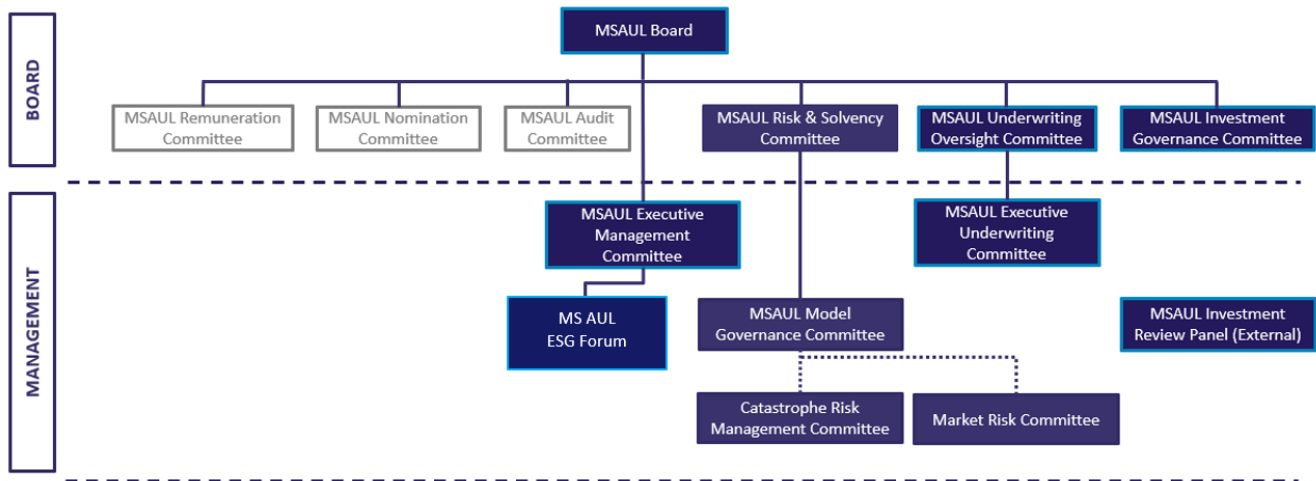 BOARD
MSAUL Board
MSAUL Remuneration
Committee
MSAUL Nomination
Committee
MSAUL Audit
Committee
MSAUL Risk & Solvency
Committee
MSAUL Underwriting
Oversight Committee
MSAUL Investment
Governance Committee
MANAGEMENT
MSAUL Executive
Management
Committee
MSAUL Executive
Underwriting
Committee
MS AUL
ESG Forum
MSAUL Model
Governance Committee
MSAUL Investment
Review Panel (External)
Catastrophe Risk
Management Committee
Market Risk Committee